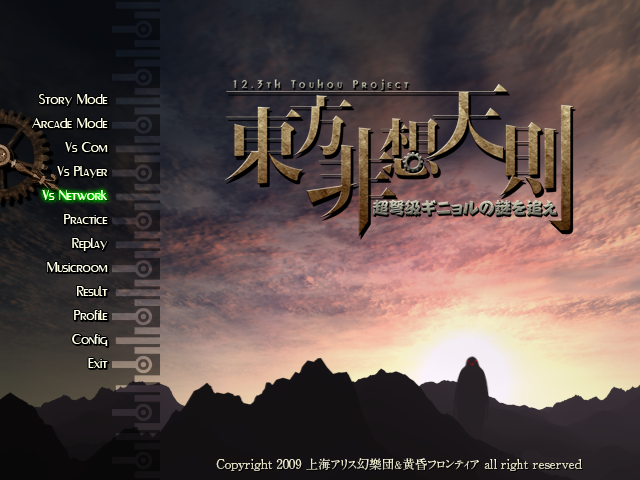 12.3th Touhou Project
東方非想天則
超弩級ギニョルの謎を追え
Story Mode
Arcade Mode
Vs Com
Vs Player
Vs Network
Practice
Replay
Musicroom
Result
Profile
Config
Exit
Copyright 2009 上海アリス幻樂団&黄昏フロンティア all right reserved